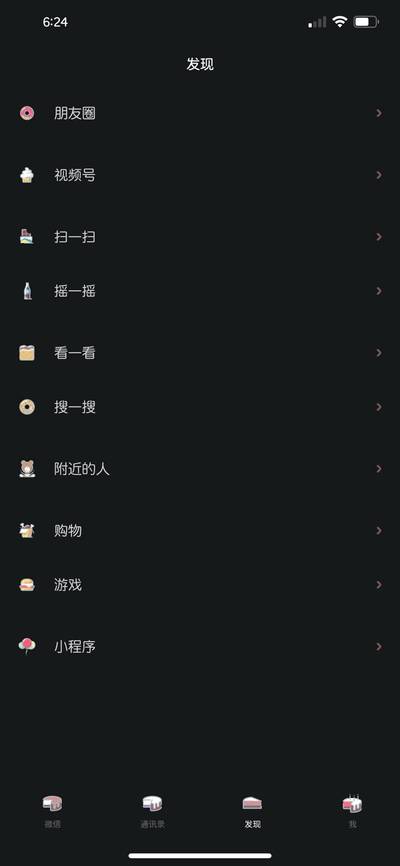 6:24
发现
朋友圈
视频号
扫一扫
摇一摇
看一看
搜一搜
附近的人
购物
游戏
小程序
微信
通讯录
发现
我